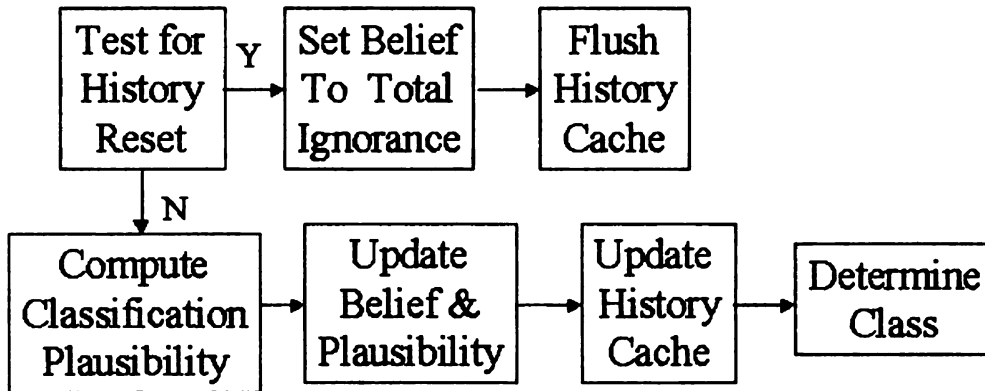 Test for
History
Reset
Y
Set Belief
To Total
Ignorance
Flush
History
Cache
N
Compute
Classification
Plausibility
Update
Belief &
Plausibility
Update
History
Cache
Determine
Class